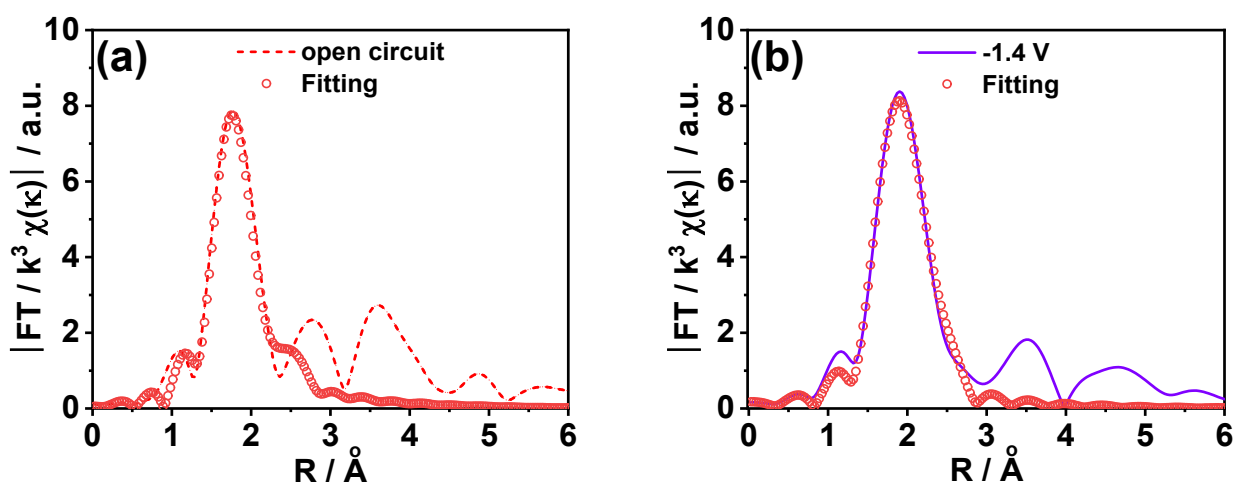 (a)
open circuit
Fitting
|FT / k³ χ(κ)| / a.u.
10
8
6
4
2
0
0 1 2 3 4 5 6
R / Å
(b)
-1.4 V
Fitting
|FT / k³ χ(κ)| / a.u.
10
8
6
4
2
0
0 1 2 3 4 5 6
R / Å